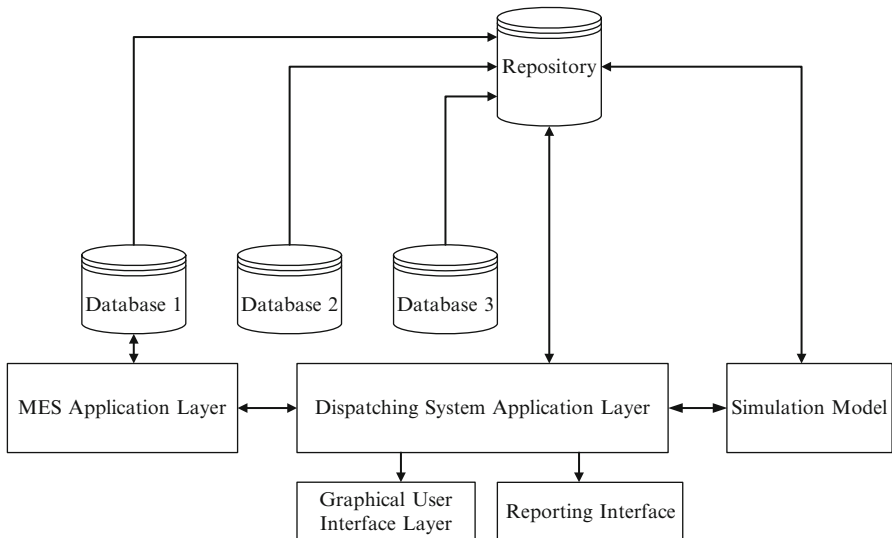 Repository
Database 1
Database 2
Database 3
MES Application Layer
Dispatching System Application Layer
Simulation Model
Graphical User
Interface Layer
Reporting Interface